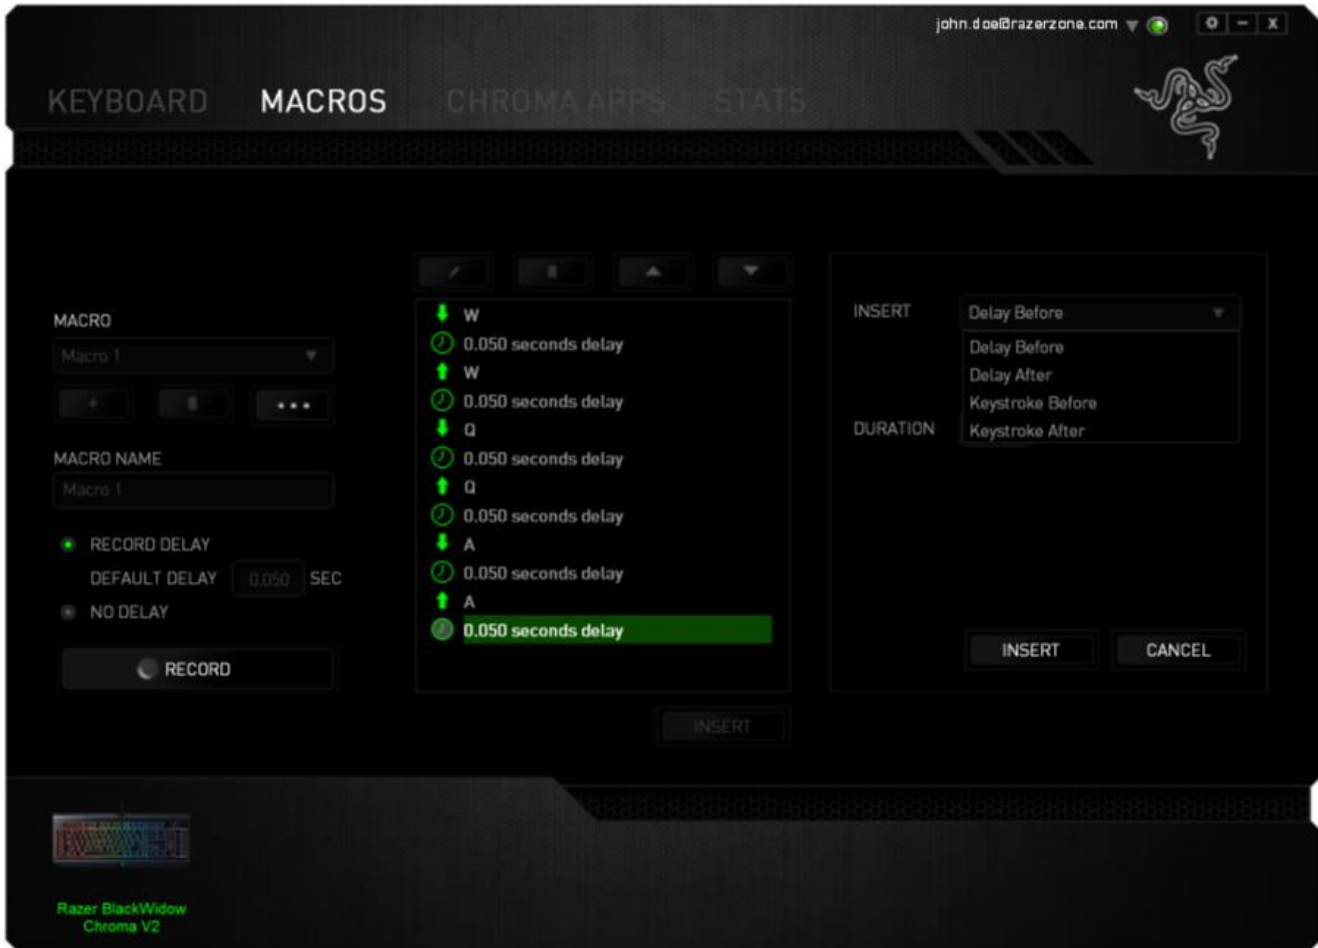 john.doe@razerzone.com
X
KEYBOARD
MACROS
CHROMA APPS
STATS
MACRO
Macro 1
MACRO NAME
Macro 1
RECORD DELAY
DEFAULT DELAY 0.050 SEC
NO DELAY
RECORD
W
0.050 seconds delay
W
0.050 seconds delay
Q
0.050 seconds delay
Q
0.050 seconds delay
A
0.050 seconds delay
A
0.050 seconds delay
INSERT
INSERT Delay Before
Delay Before
Delay After
Keystroke Before
DURATION Keystroke After
INSERT CANCEL
Razer BlackWidow
Chroma V2